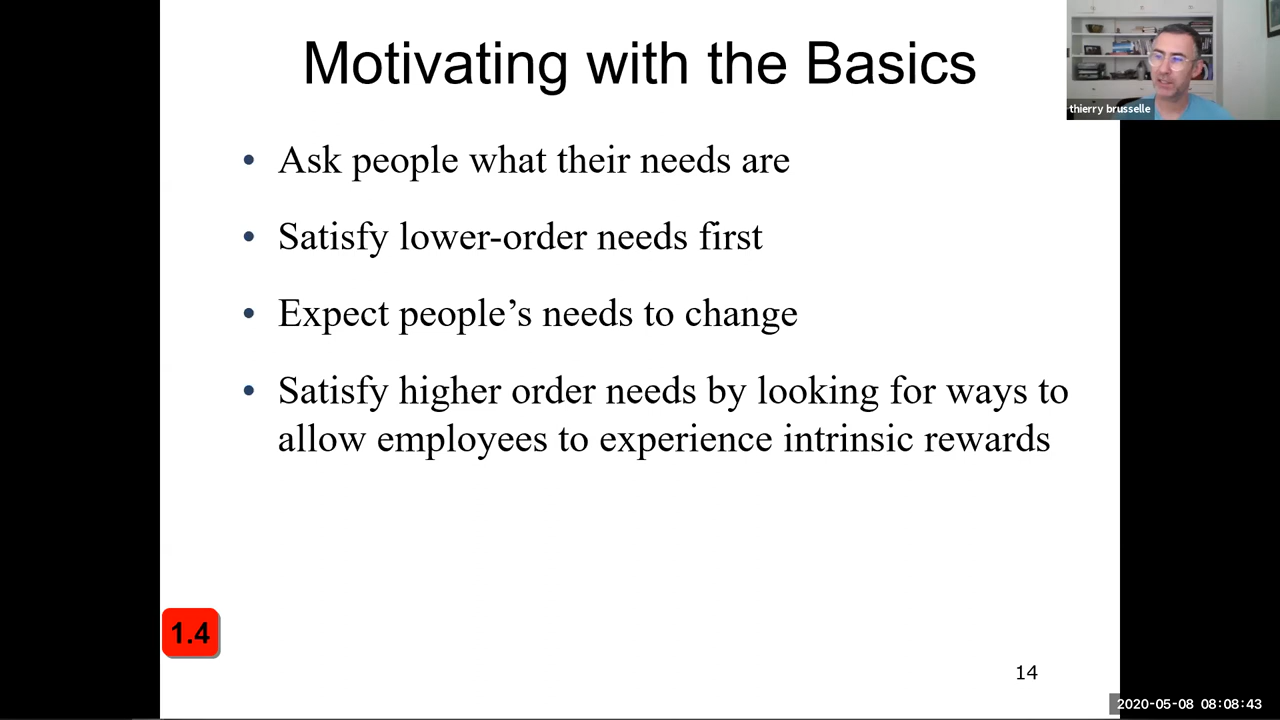 Motivating with the Basics
thierry brusselle
• Ask people what their needs are
• Satisfy lower-order needs first
• Expect people’s needs to change
• Satisfy higher order needs by looking for ways to
allow employees to experience intrinsic rewards
1.4
14
2020-05-08 08:08:43